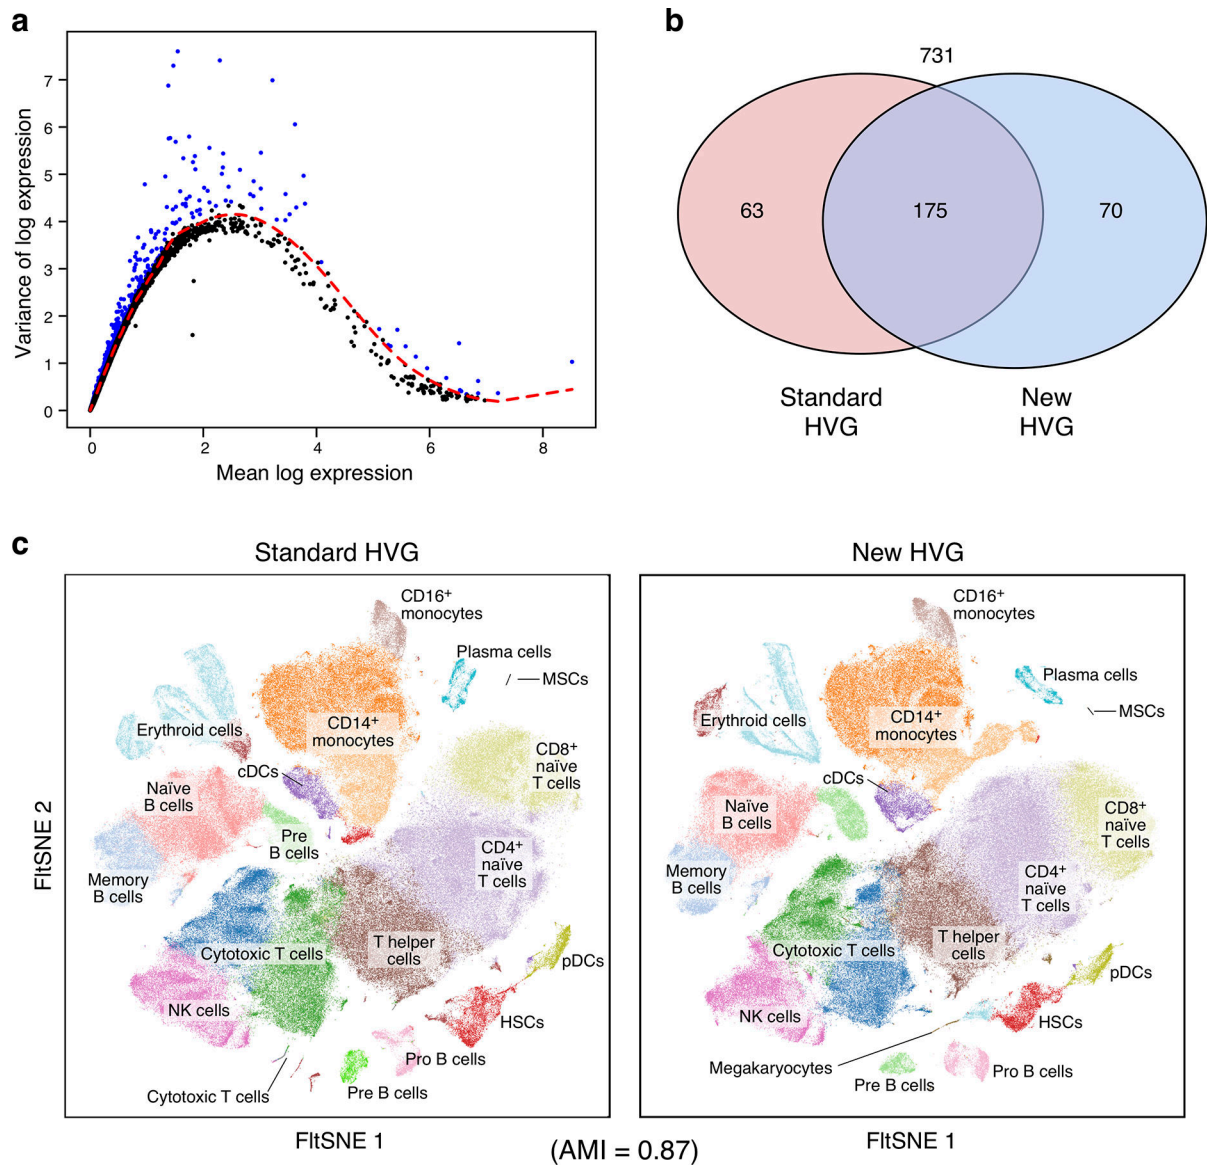 a
7
6
5
4
3
2
1
0
Variance of log expression
0
2
4
6
8
Mean log expression
b
731
63
175
70
Standard
HVG
New
HVG
c
Standard HVG
CD16⁺
monocytes
Plasma cells
MSCs
Erythroid cells
CD14⁺
monocytes
CD8⁺
naïve
T cells
cDCs
Naïve
B cells
Pre
B cells
CD4⁺
naïve
T cells
Memory
B cells
Cytotoxic T cells
T helper
cells
pDCs
NK cells
HSCs
Pro B cells
Pre B cells
Cytotoxic T cells
FltSNE 2
FltSNE 1
New HVG
CD16⁺
monocytes
Plasma cells
MSCs
Erythroid cells
CD14⁺
monocytes
cDCs
Naïve
B cells
CD8⁺
naïve
T cells
Memory
B cells
CD4⁺
naïve
T cells
Cytotoxic T cells
T helper
cells
pDCs
NK cells
HSCs
Megakaryocytes
Pro B cells
Pre B cells
FltSNE 1
(AMI = 0.87)